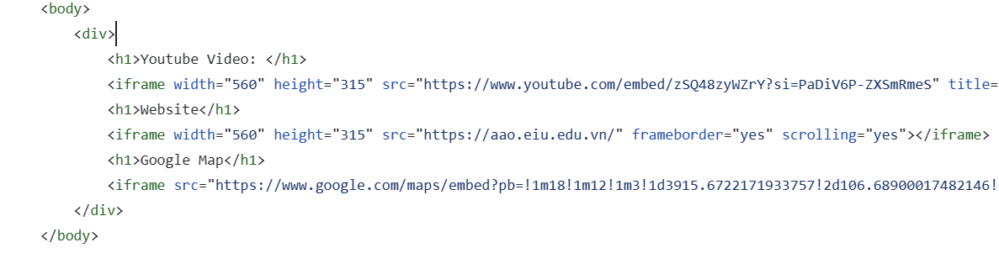 <body>
<div>
<h1>Youtube Video: </h1>
<iframe width="560" height="315" src="https://www.youtube.com/embed/zSQ48zyWZrY?si=PaDiV6P-ZXSmRmeS" title=
<h1>Website</h1>
<iframe width="560" height="315" src="https://aao.eiu.edu.vn/" frameborder="yes" scrolling="yes"></iframe>
<h1>Google Map</h1>
<iframe src="https://www.google.com/maps/embed?pb=!1m18!1m12!1m3!1d3915.6722171933757!2d106.68900017482146!
</div>
</body>